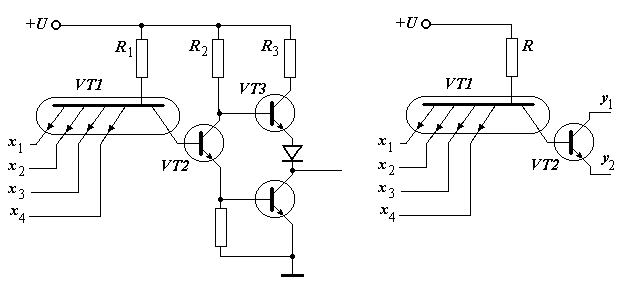 +U
R1
R2
R3
VT1
VT3
x1
x2
VT2
x3
x4
+U
R
VT1
y1
x1
x2
VT2
y2
x3
x4